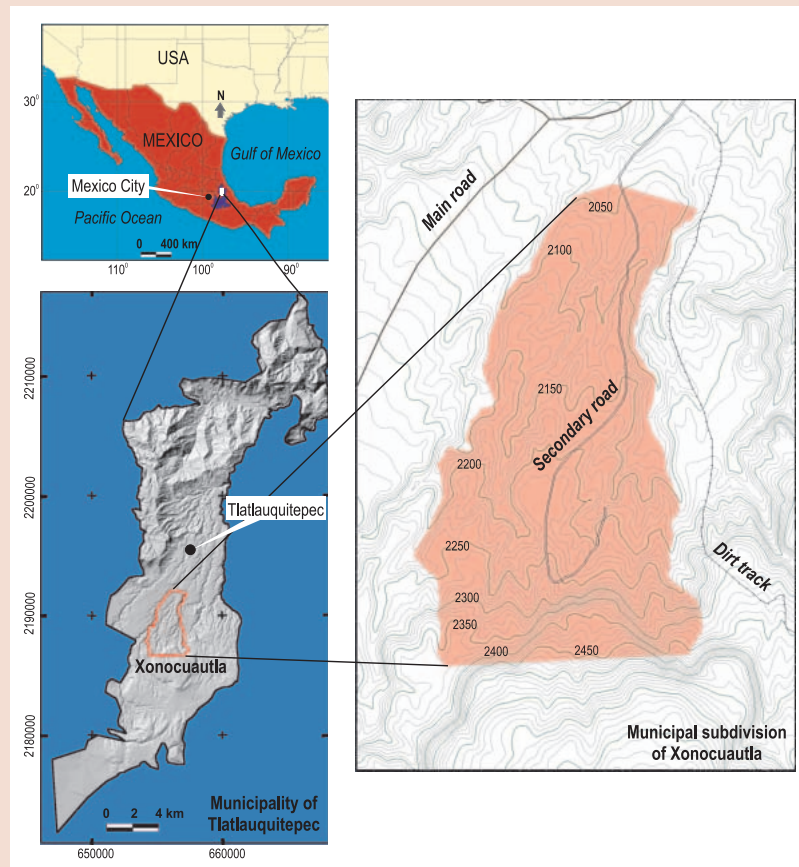 USA
N
30°
MEXICO
Gulf of Mexico
Mexico City
20°
Pacific Ocean
0 400 km
110° 100° 90°
2210000
2200000
Tlatlauquitepec
2190000
Xonocuautla
2180000
0 2 4 km
Municipality of
Tlatlauquitepec
650000 660000
Main road
2050
2100
2150
Secondary road
2200
2250
Dirt track
2300
2350
2400
2450
Municipal subdivision
of Xonocuautla